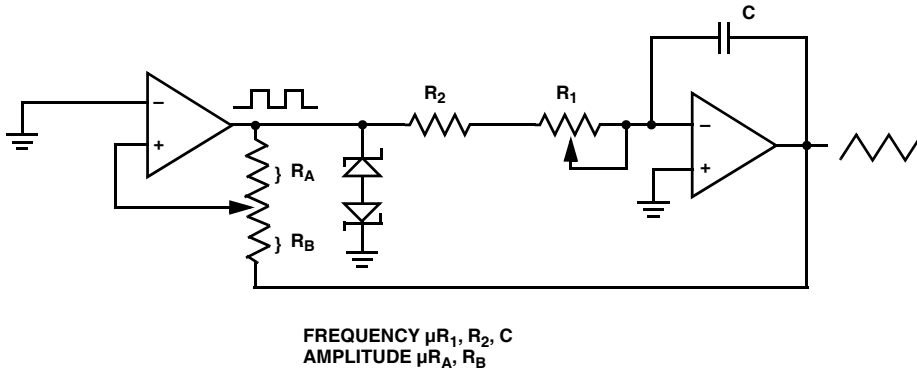 C
R2
R1
–
+
–
+
} RA
} RB
FREQUENCY µR1, R2, C
AMPLITUDE µRA, RB